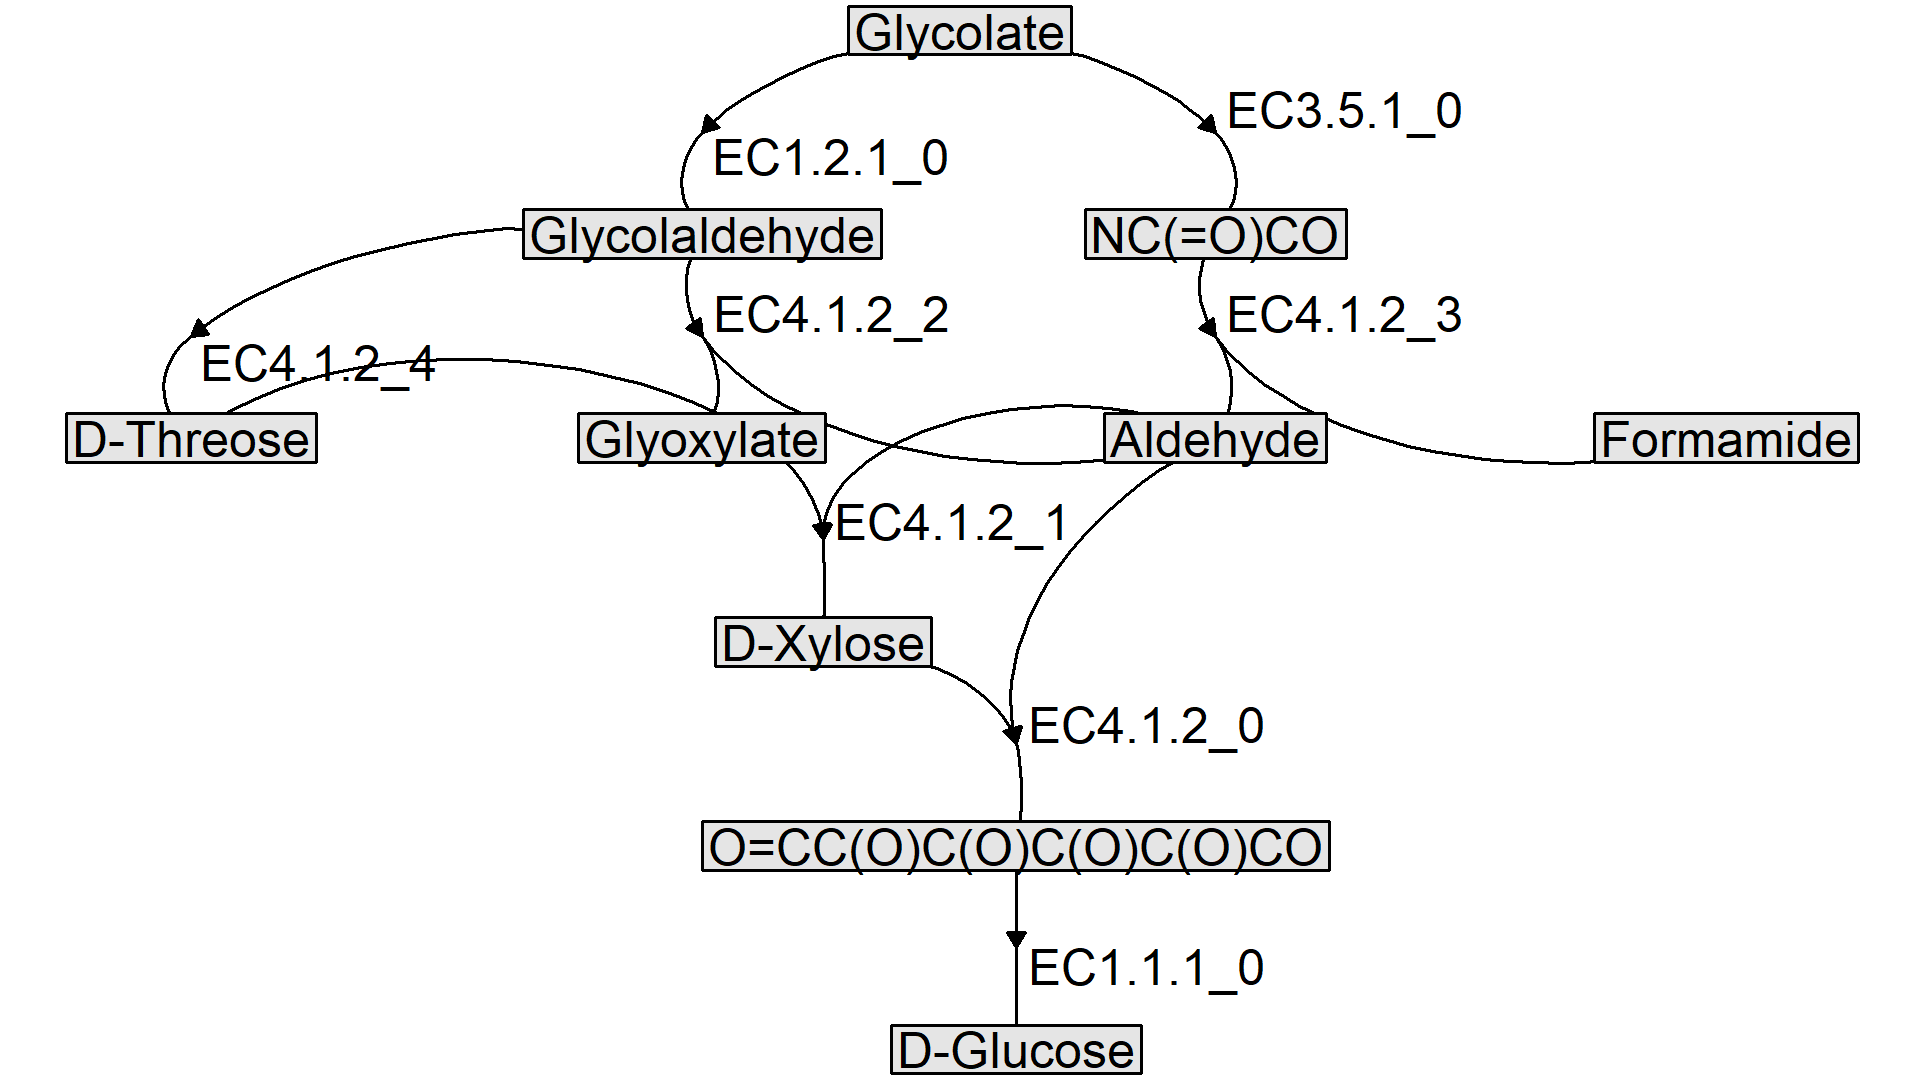 Glycolate
EC3.5.1_0
EC1.2.1_0
Glycolaldehyde
NC(=O)CO
EC4.1.2_2
EC4.1.2_3
EC4.1.2_4
D-Threose
Glyoxylate
Aldehyde
Formamide
EC4.1.2_1
D-Xylose
EC4.1.2_0
O=CC(O)C(O)C(O)C(O)CO
EC1.1.1_0
D-Glucose